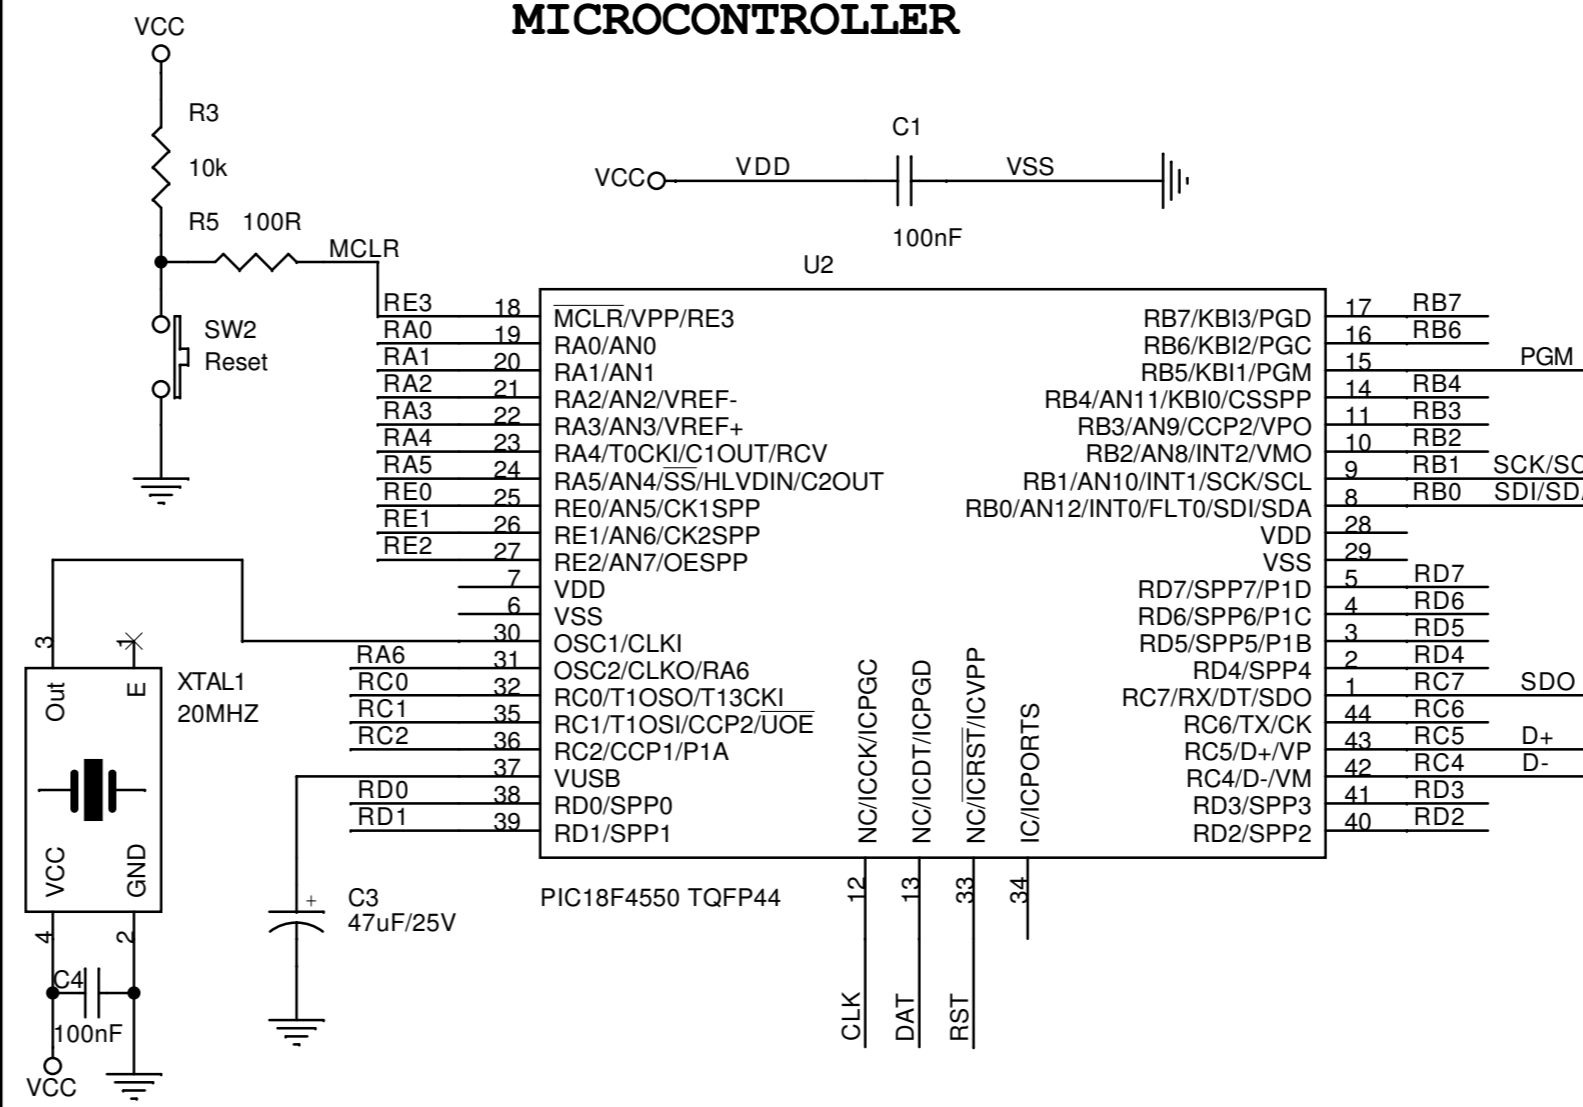 MICROCONTROLLER
VCC
R3
10k
R5 100R
MCLR
SW2
Reset
C1
VCC VDD VSS
100nF
U2
RE3 18 MCLR/VPP/RE3
RA0 19 RA0/AN0
RA1 20 RA1/AN1
RA2 21 RA2/AN2/VREF-
RA3 22 RA3/AN3/VREF+
RA4 23 RA4/T0CKI/C1OUT/RCV
RA5 24 RA5/AN4/SS/HLVDIN/C2OUT
RE0 25 RE0/AN5/CK1SPP
RE1 26 RE1/AN6/CK2SPP
RE2 27 RE2/AN7/OESPP
7 VDD
6 VSS
30 OSC1/CLKI
RA6 31 OSC2/CLKO/RA6
RC0 32 RC0/T1OSO/T13CKI
RC1 35 RC1/T1OSI/CCP2/UOE
RC2 36 RC2/CCP1/P1A
37 VUSB
RD0 38 RD0/SPP0
RD1 39 RD1/SPP1
RB7/KBI3/PGD 17 RB7
RB6/KBI2/PGC 16 RB6
RB5/KBI1/PGM 15 PGM
RB4/AN11/KBI0/CSSPP 14 RB4
RB3/AN9/CCP2/VPO 11 RB3
RB2/AN8/INT2/VMO 10 RB2
RB1/AN10/INT1/SCK/SCL 9 RB1 SCK/SC
RB0/AN12/INT0/FLT0/SDI/SDA 8 RB0 SDI/SDA
VDD 28
VSS 29
RD7/SPP7/P1D 5 RD7
RD6/SPP6/P1C 4 RD6
RD5/SPP5/P1B 3 RD5
RD4/SPP4 2 RD4
RC7/RX/DT/SDO 1 RC7 SDO
RC6/TX/CK 44 RC6
RC5/D+/VP 43 RC5 D+
RC4/D-/VM 42 RC4 D-
RD3/SPP3 41 RD3
RD2/SPP2 40 RD2
NC/ICCK/ICPGC 12 CLK
NC/ICDT/ICPGD 13 DAT
NC/ICRST/ICVPP 33 RST
IC/ICPORTS 34
PIC18F4550 TQFP44
3 1
Out E
XTAL1
20MHZ
VCC GND
4 2
C4
100nF
VCC
+ C3
47uF/25V